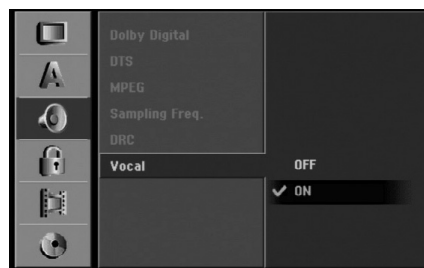 Dolby Digital
DTS
MPEG
Sampling Freq.
DRC
Vocal
OFF
ON